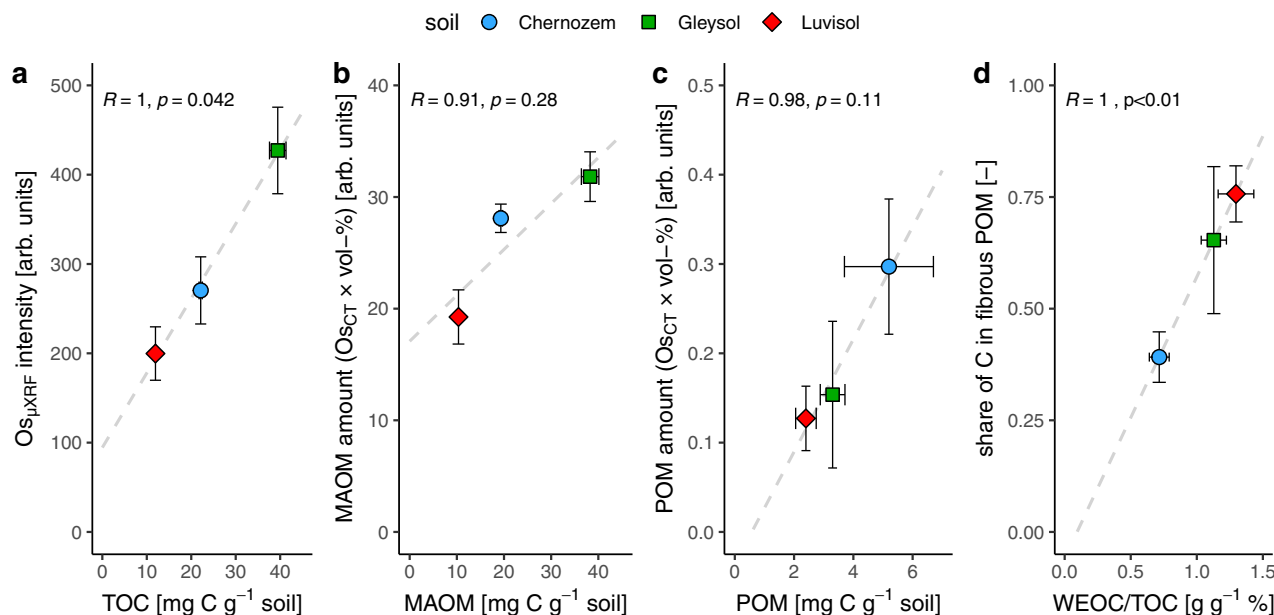 soil Chernozem Gleysol Luvisol
a
Os_µXRF intensity [arb. units]
500
400
300
200
100
0
R = 1, p = 0.042
0 10 20 30 40
TOC [mg C g⁻¹ soil]
b
MAOM amount (Os_CT × vol−%) [arb. units]
40
30
20
10
0
R = 0.91, p = 0.28
0 10 20 30 40
MAOM [mg C g⁻¹ soil]
c
POM amount (Os_CT × vol−%) [arb. units]
0.5
0.4
0.3
0.2
0.1
0.0
R = 0.98, p = 0.11
0 2 4 6
POM [mg C g⁻¹ soil]
d
share of C in fibrous POM [−]
1.00
0.75
0.50
0.25
0.00
R = 1 , p<0.01
0.0 0.5 1.0 1.5
WEOC/TOC [g g⁻¹ %]